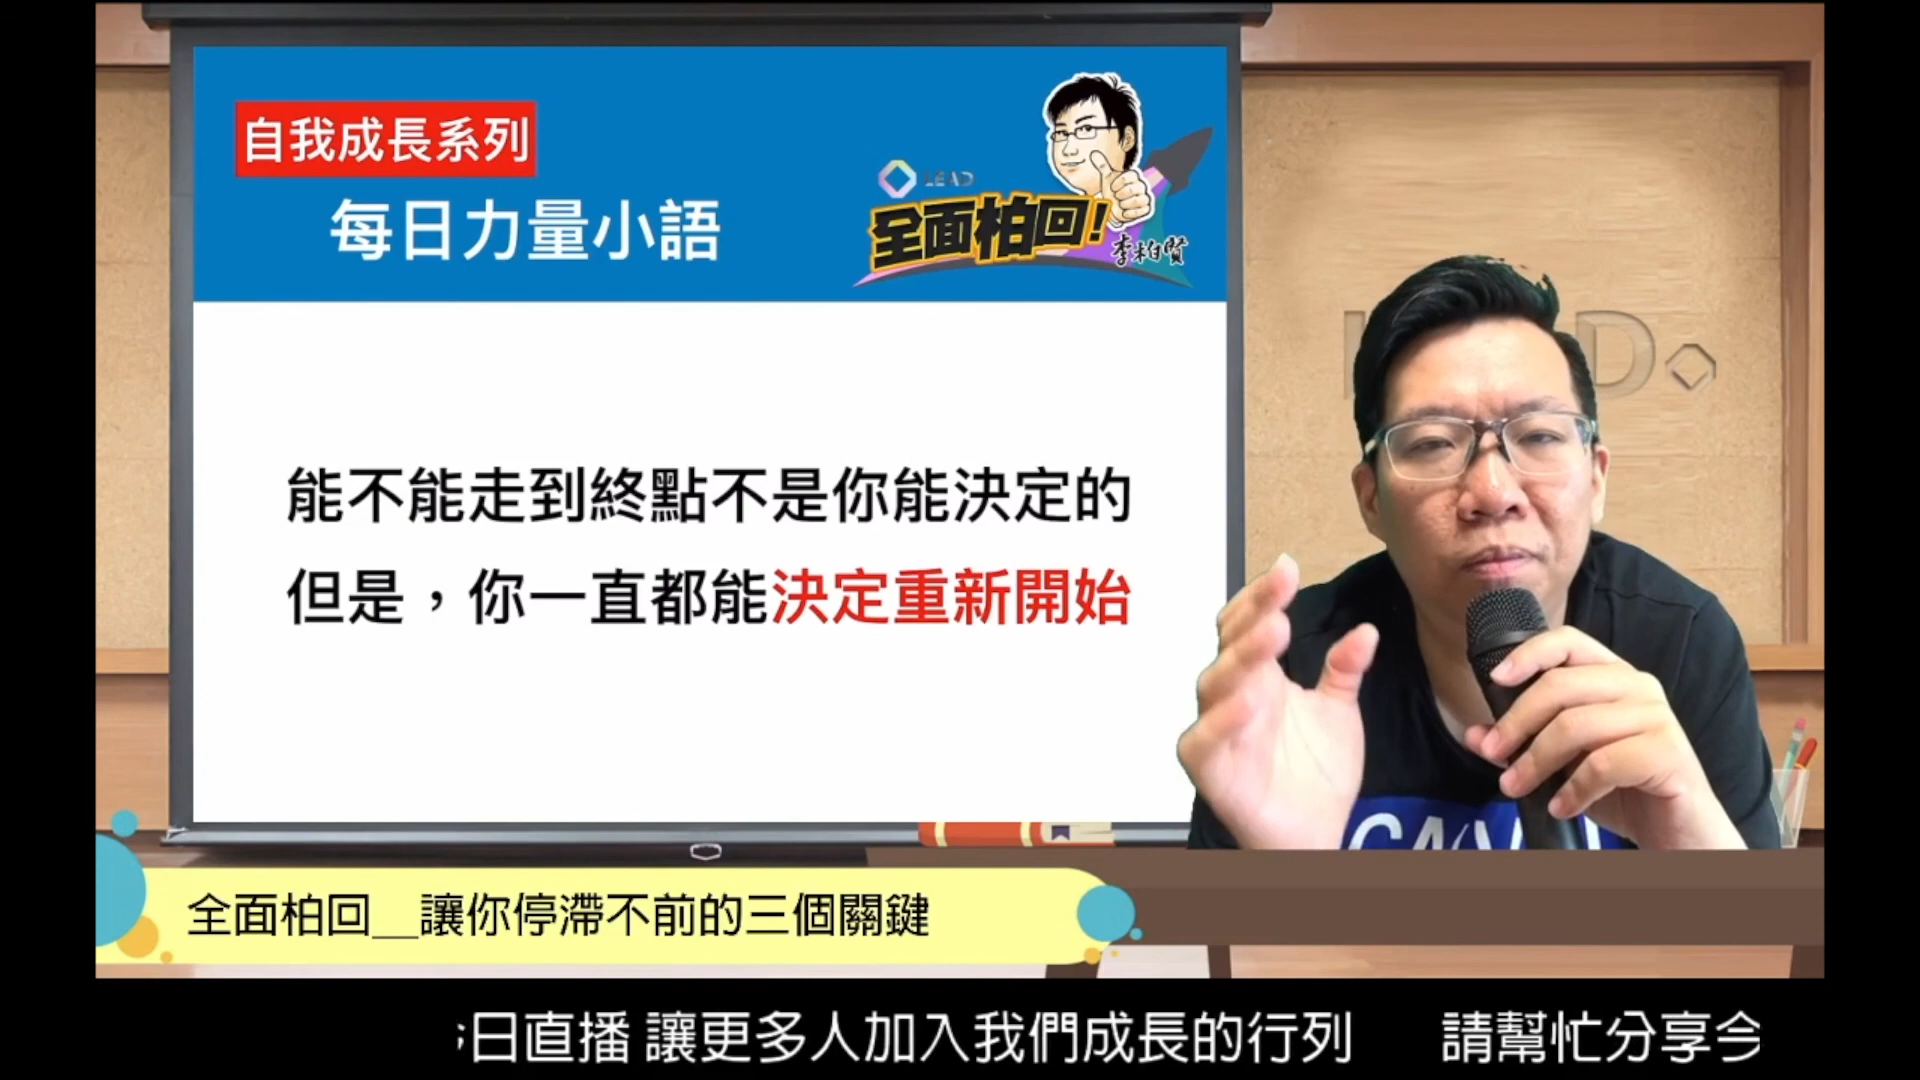 自我成長系列
每日力量小語
LEAD
全面柏回!
李柏賢
能不能走到終點不是你能決定的
但是，你一直都能決定重新開始
全面柏回__讓你停滯不前的三個關鍵
日直播 讓更多人加入我們成長的行列 請幫忙分享今